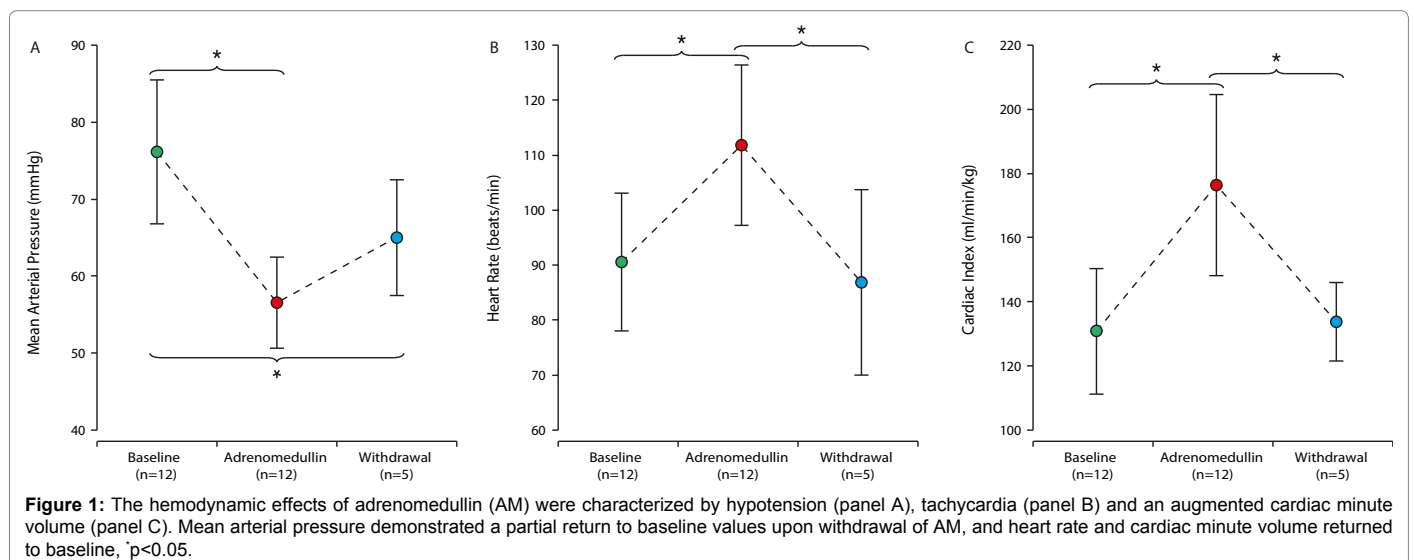 A
90
80
70
60
50
40
Mean Arterial Pressure (mmHg)
*
*
Baseline
(n=12)
Adrenomedullin
(n=12)
Withdrawal
(n=5)
B
130
120
110
100
90
80
70
60
Heart Rate (beats/min)
*
*
Baseline
(n=12)
Adrenomedullin
(n=12)
Withdrawal
(n=5)
C
220
200
180
160
140
120
100
Cardiac Index (ml/min/kg)
*
*
Baseline
(n=12)
Adrenomedullin
(n=12)
Withdrawal
(n=5)
Figure 1: The hemodynamic effects of adrenomedullin (AM) were characterized by hypotension (panel A), tachycardia (panel B) and an augmented cardiac minute
volume (panel C). Mean arterial pressure demonstrated a partial return to baseline values upon withdrawal of AM, and heart rate and cardiac minute volume returned
to baseline, *p<0.05.